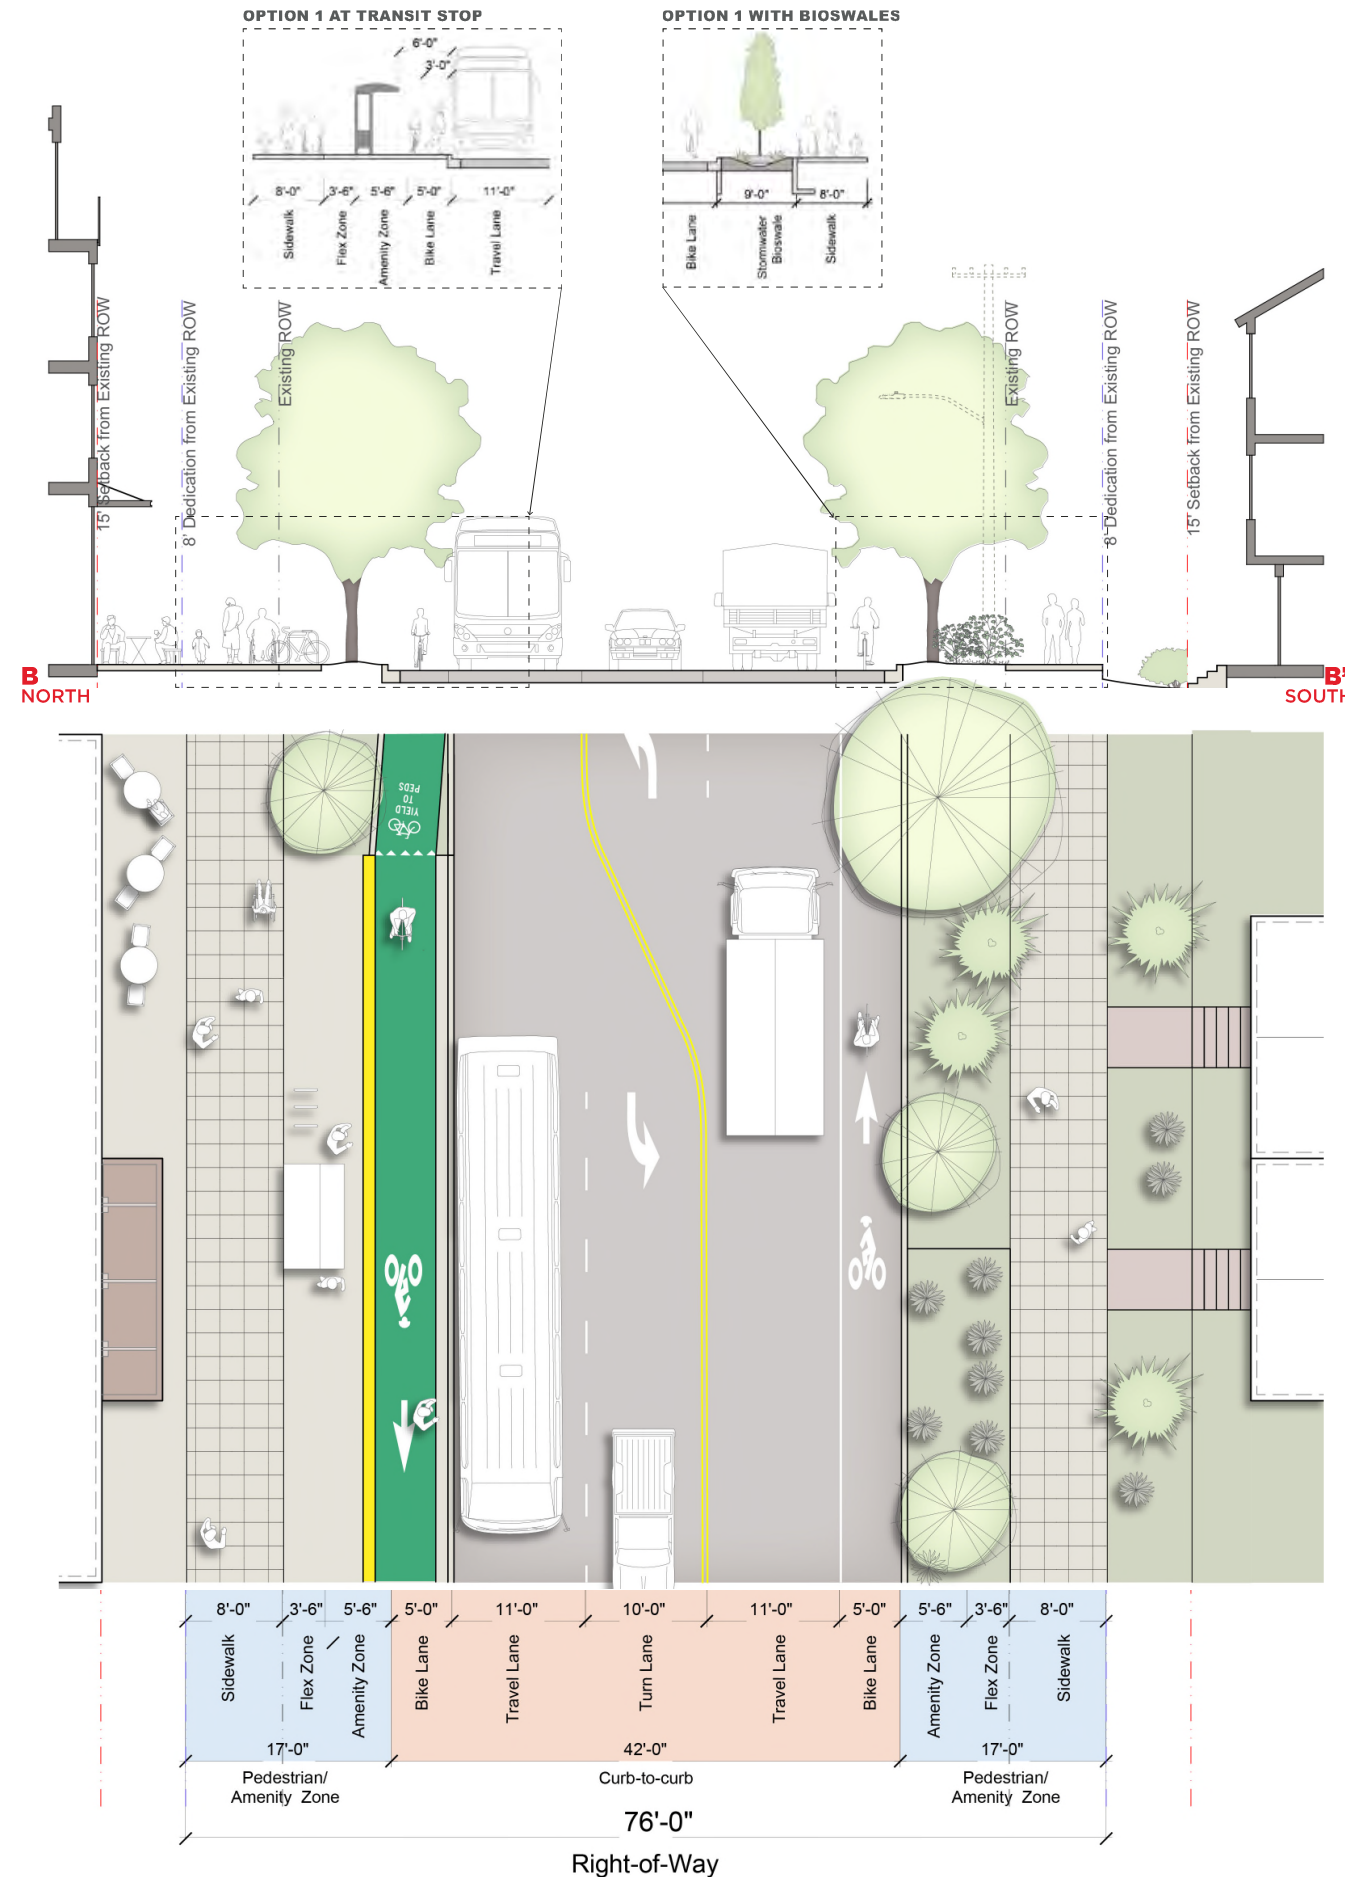 OPTION 1 AT TRANSIT STOP
6'-0"
3'-0"
8'-0" 3'-6" 5'-6" 5'-0" 11'-0"
Sidewalk
Flex Zone
Amenity Zone
Bike Lane
Travel Lane
OPTION 1 WITH BIOSWALES
9'-0" 8'-0"
Bike Lane
Stormwater
Bioswale
Sidewalk
15' Setback from Existing ROW
8' Dedication from Existing ROW
Existing ROW
Existing ROW
8' Dedication from Existing ROW
15' Setback from Existing ROW
B
NORTH
B'
SOUTH
YIELD
TO
PEDS
8'-0" 3'-6" 5'-6" 5'-0" 11'-0" 10'-0" 11'-0" 5'-0" 5'-6" 3'-6" 8'-0"
Sidewalk
Flex Zone
Amenity Zone
Bike Lane
Travel Lane
Turn Lane
Travel Lane
Bike Lane
Amenity Zone
Flex Zone
Sidewalk
17'-0" 42'-0" 17'-0"
Pedestrian/
Amenity Zone
Curb-to-curb
Pedestrian/
Amenity Zone
76'-0"
Right-of-Way